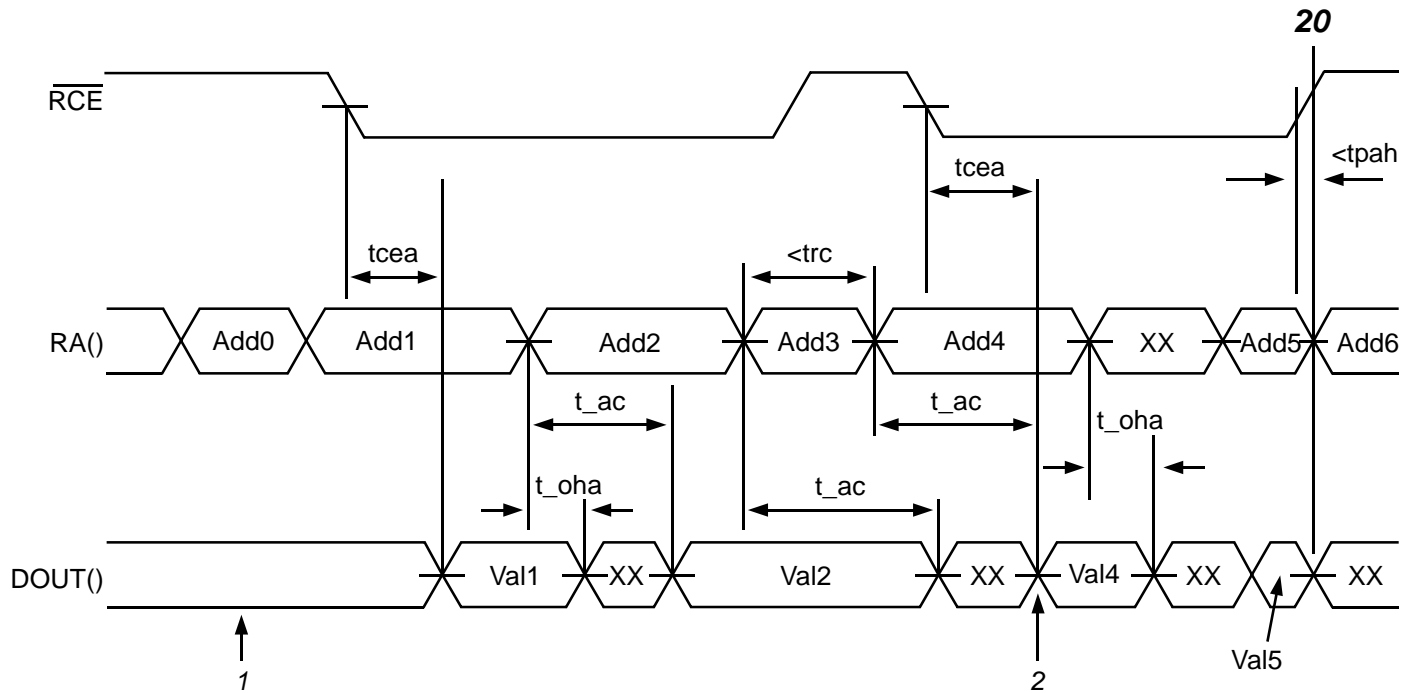 20
RCE
<tpah
tcea
tcea
<trc
RA()
Add0
Add1
Add2
Add3
Add4
XX
Add5
Add6
t_ac
t_ac
t_oha
t_oha
t_ac
DOUT()
Val1
XX
Val2
XX
Val4
XX
XX
Val5
1
2